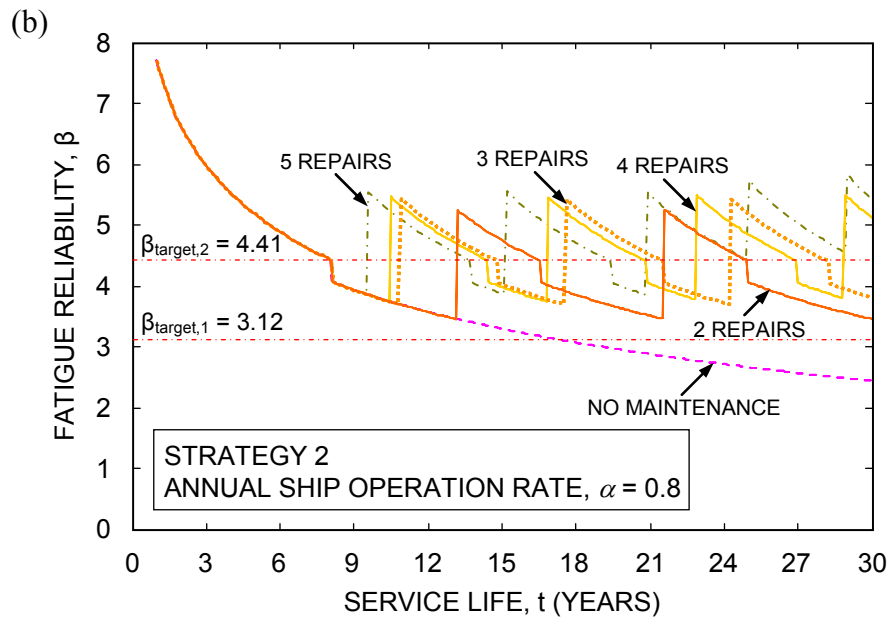 (b)
8
7
6
5
4
3
2
1
0
FATIGUE RELIABILITY, β
5 REPAIRS
3 REPAIRS
4 REPAIRS
βtarget,2 = 4.41
βtarget,1 = 3.12
2 REPAIRS
NO MAINTENANCE
STRATEGY 2
ANNUAL SHIP OPERATION RATE, α = 0.8
0 3 6 9 12 15 18 21 24 27 30
SERVICE LIFE, t (YEARS)